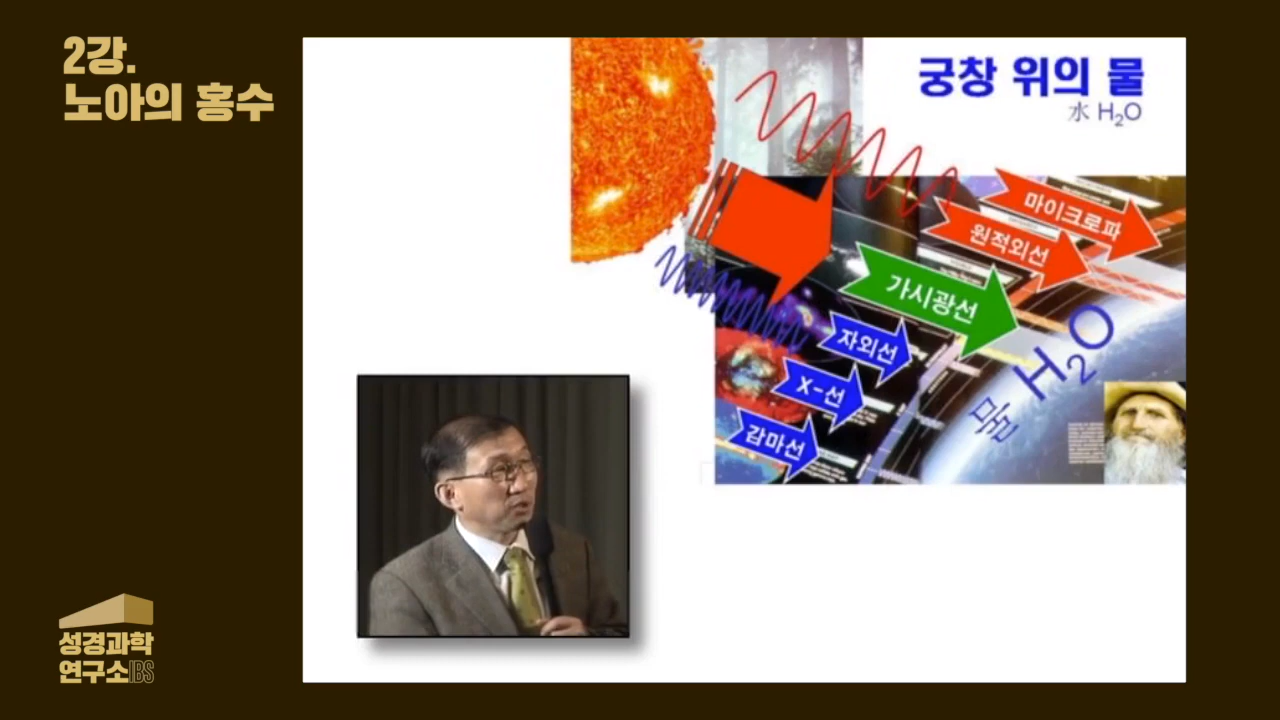 2강.
노아의 홍수
궁창 위의 물
水 H₂O
마이크로파
원적외선
가시광선
자외선
X-선
감마선
물 H₂O
성경과학
연구소IBS